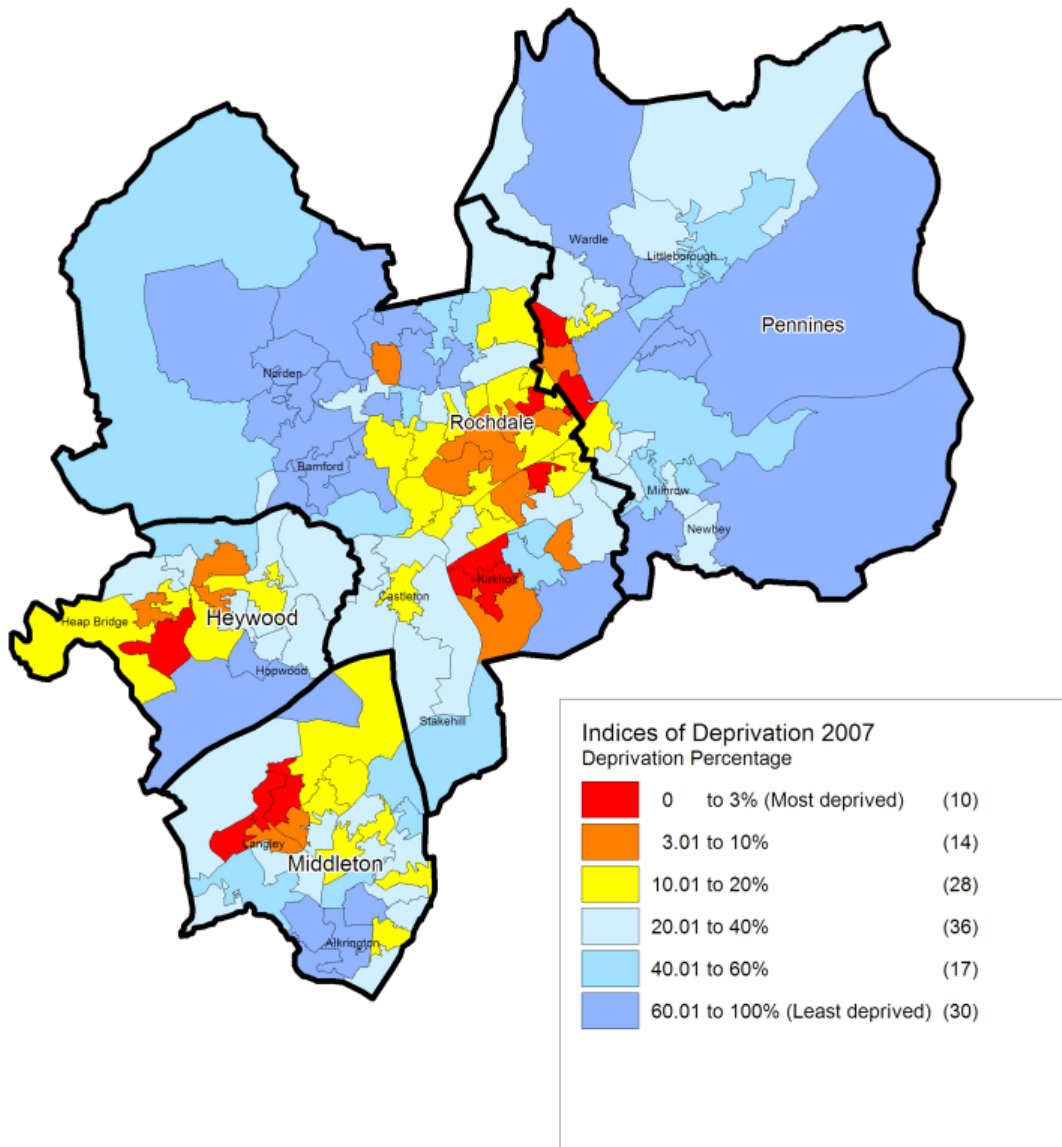 Wardle
Littleborough
Pennines
Norden
Rochdale
Bamford
Milnrow
Newhey
Kirkholt
Castleton
Heap Bridge
Heywood
Hopwood
Stakehill
Langley
Middleton
Alkrington
Indices of Deprivation 2007
Deprivation Percentage
0 to 3% (Most deprived) (10)
3.01 to 10% (14)
10.01 to 20% (28)
20.01 to 40% (36)
40.01 to 60% (17)
60.01 to 100% (Least deprived) (30)